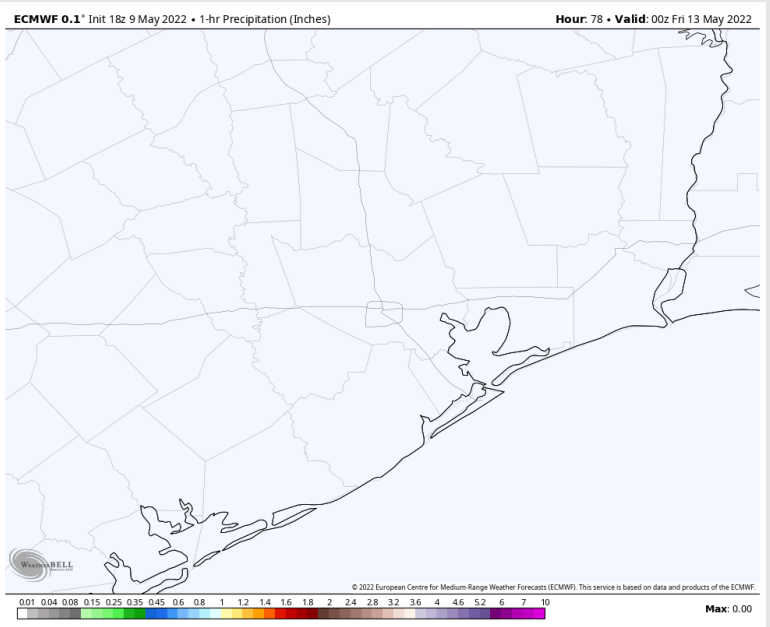 ECMWF 0.1° Init 18z 9 May 2022 • 1-hr Precipitation (Inches) Hour: 78 • Valid: 00z Fri 13 May 2022
WEATHERBELL
© 2022 European Centre for Medium-Range Weather Forecasts (ECMWF). This service is based on data and products of the ECMWF.
0.01 0.04 0.08 0.15 0.25 0.35 0.45 0.6 0.8 1 1.2 1.4 1.6 1.8 2 2.4 2.8 3.2 3.6 4 4.6 5.2 6 7 10 Max: 0.00